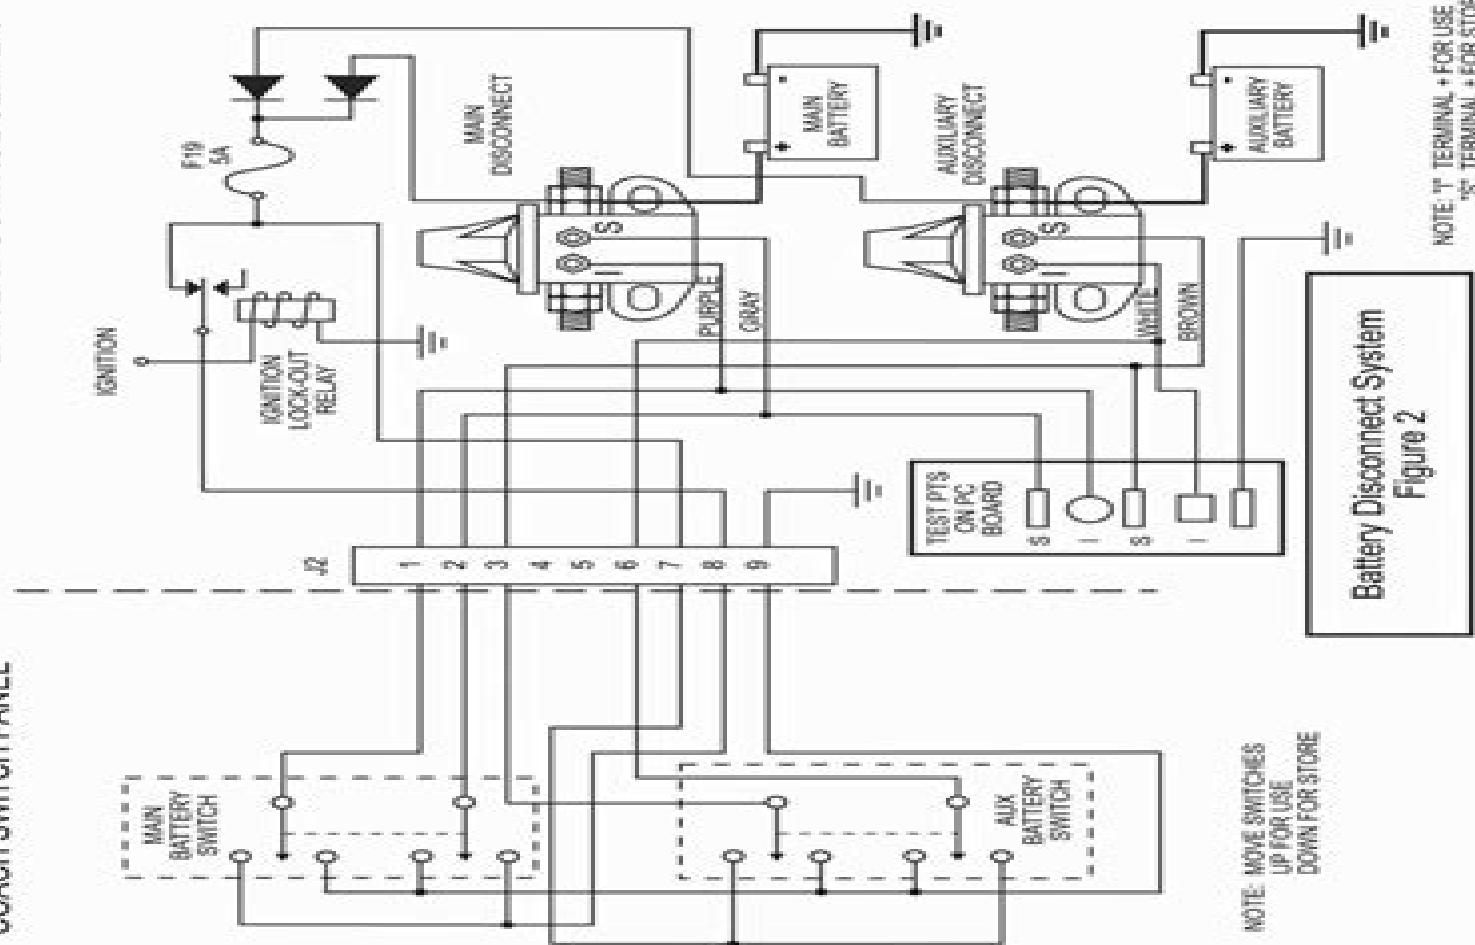 COACH SWITCH PANEL
IGNITION
IGNITION
LOCK-OUT
RELAY
F19
5A
MAIN
DISCONNECT
MAIN
BATTERY
- +
AUXILIARY
DISCONNECT
AUXILIARY
BATTERY
- +
S
I
PURPLE
GRAY
S
I
WHITE
BROWN
J2
1
2
3
4
5
6
7
8
9
TEST PTS
ON PC
BOARD
S
I
S
I
MAIN
BATTERY
SWITCH
AUX
BATTERY
SWITCH
NOTE: MOVE SWITCHES
UP FOR USE
DOWN FOR STORE
Battery Disconnect System
Figure 2
NOTE: "I" TERMINAL + FOR USE
"S" TERMINAL + FOR STORE